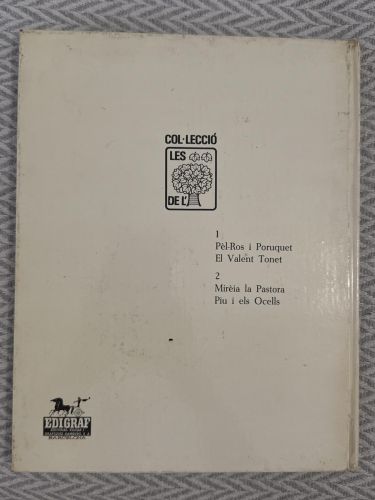 COL·LECCIÓ
LES
DE L'
1
Pèl-Ros i Poruquet
El Valent Tonet
2
Mirèia la Pastora
Piu i els Ocells
EDIGRAF
BARCELONA